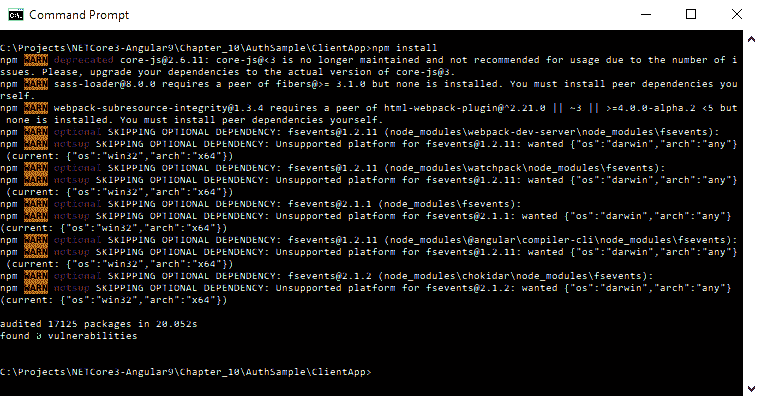 Command Prompt
C:\Projects\NETCore3-Angular9\Chapter_10\AuthSample\ClientApp>npm install
npm WARN deprecated core-js@2.6.11: core-js@<3 is no longer maintained and not recommended for usage due to the number of i
ssues. Please, upgrade your dependencies to the actual version of core-js@3.
npm WARN sass-loader@8.0.0 requires a peer of fibers@>= 3.1.0 but none is installed. You must install peer dependencies you
rself.
npm WARN webpack-subresource-integrity@1.3.4 requires a peer of html-webpack-plugin@^2.21.0 || ~3 || >=4.0.0-alpha.2 <5 but
none is installed. You must install peer dependencies yourself.
npm WARN optional SKIPPING OPTIONAL DEPENDENCY: fsevents@1.2.11 (node_modules\webpack-dev-server\node_modules\fsevents):
npm WARN notsup SKIPPING OPTIONAL DEPENDENCY: Unsupported platform for fsevents@1.2.11: wanted {"os":"darwin","arch":"any"}
(current: {"os":"win32","arch":"x64"})
npm WARN optional SKIPPING OPTIONAL DEPENDENCY: fsevents@1.2.11 (node_modules\watchpack\node_modules\fsevents):
npm WARN notsup SKIPPING OPTIONAL DEPENDENCY: Unsupported platform for fsevents@1.2.11: wanted {"os":"darwin","arch":"any"}
(current: {"os":"win32","arch":"x64"})
npm WARN optional SKIPPING OPTIONAL DEPENDENCY: fsevents@2.1.1 (node_modules\fsevents):
npm WARN notsup SKIPPING OPTIONAL DEPENDENCY: Unsupported platform for fsevents@2.1.1: wanted {"os":"darwin","arch":"any"}
(current: {"os":"win32","arch":"x64"})
npm WARN optional SKIPPING OPTIONAL DEPENDENCY: fsevents@1.2.11 (node_modules\@angular\compiler-cli\node_modules\fsevents):
npm WARN notsup SKIPPING OPTIONAL DEPENDENCY: Unsupported platform for fsevents@1.2.11: wanted {"os":"darwin","arch":"any"}
(current: {"os":"win32","arch":"x64"})
npm WARN optional SKIPPING OPTIONAL DEPENDENCY: fsevents@2.1.2 (node_modules\chokidar\node_modules\fsevents):
npm WARN notsup SKIPPING OPTIONAL DEPENDENCY: Unsupported platform for fsevents@2.1.2: wanted {"os":"darwin","arch":"any"}
(current: {"os":"win32","arch":"x64"})
audited 17125 packages in 20.052s
found 0 vulnerabilities
C:\Projects\NETCore3-Angular9\Chapter_10\AuthSample\ClientApp>